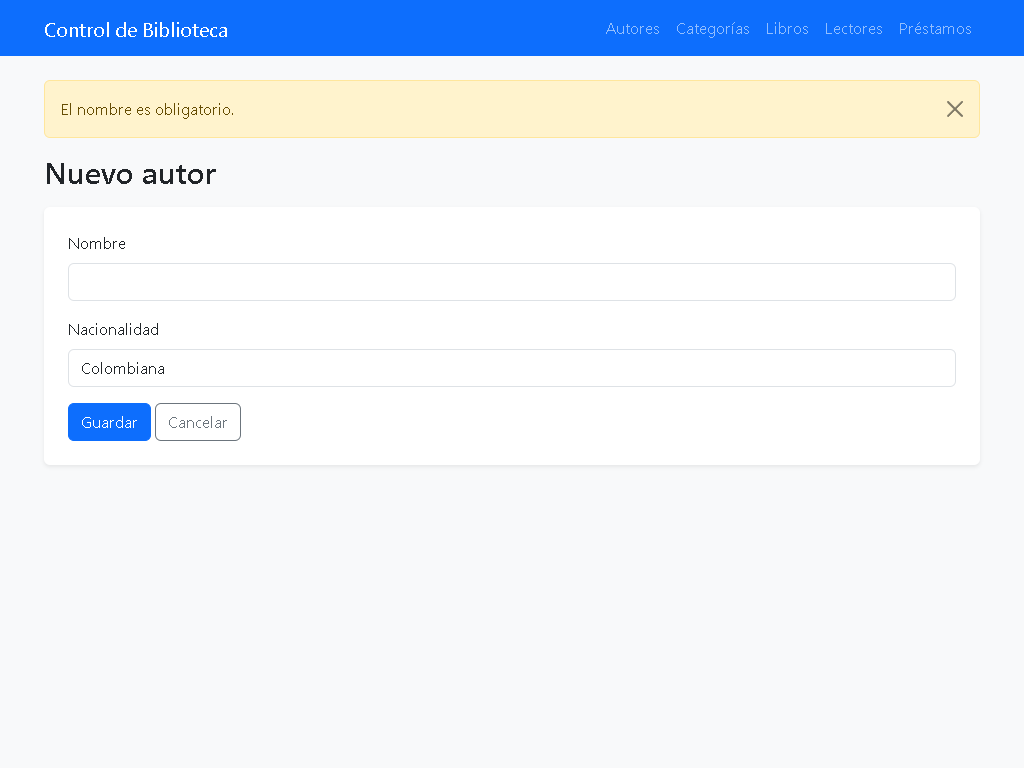 Control de Biblioteca
Autores Categorías Libros Lectores Préstamos
El nombre es obligatorio.
Nuevo autor
Nombre
Nacionalidad
Colombiana
Guardar Cancelar